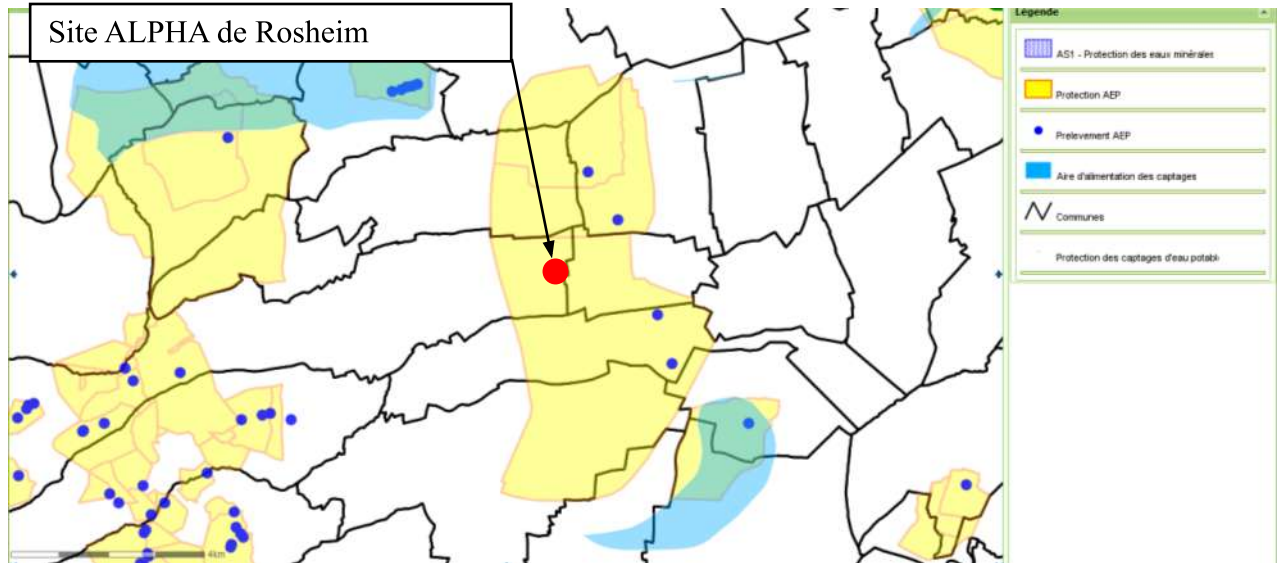 Site ALPHA de Rosheim
Légende
AS1 - Protection des eaux minérales
Protection AEP
Prelevement AEP
Aire d'alimentation des captages
Communes
Protection des captages d'eau potabl
4km